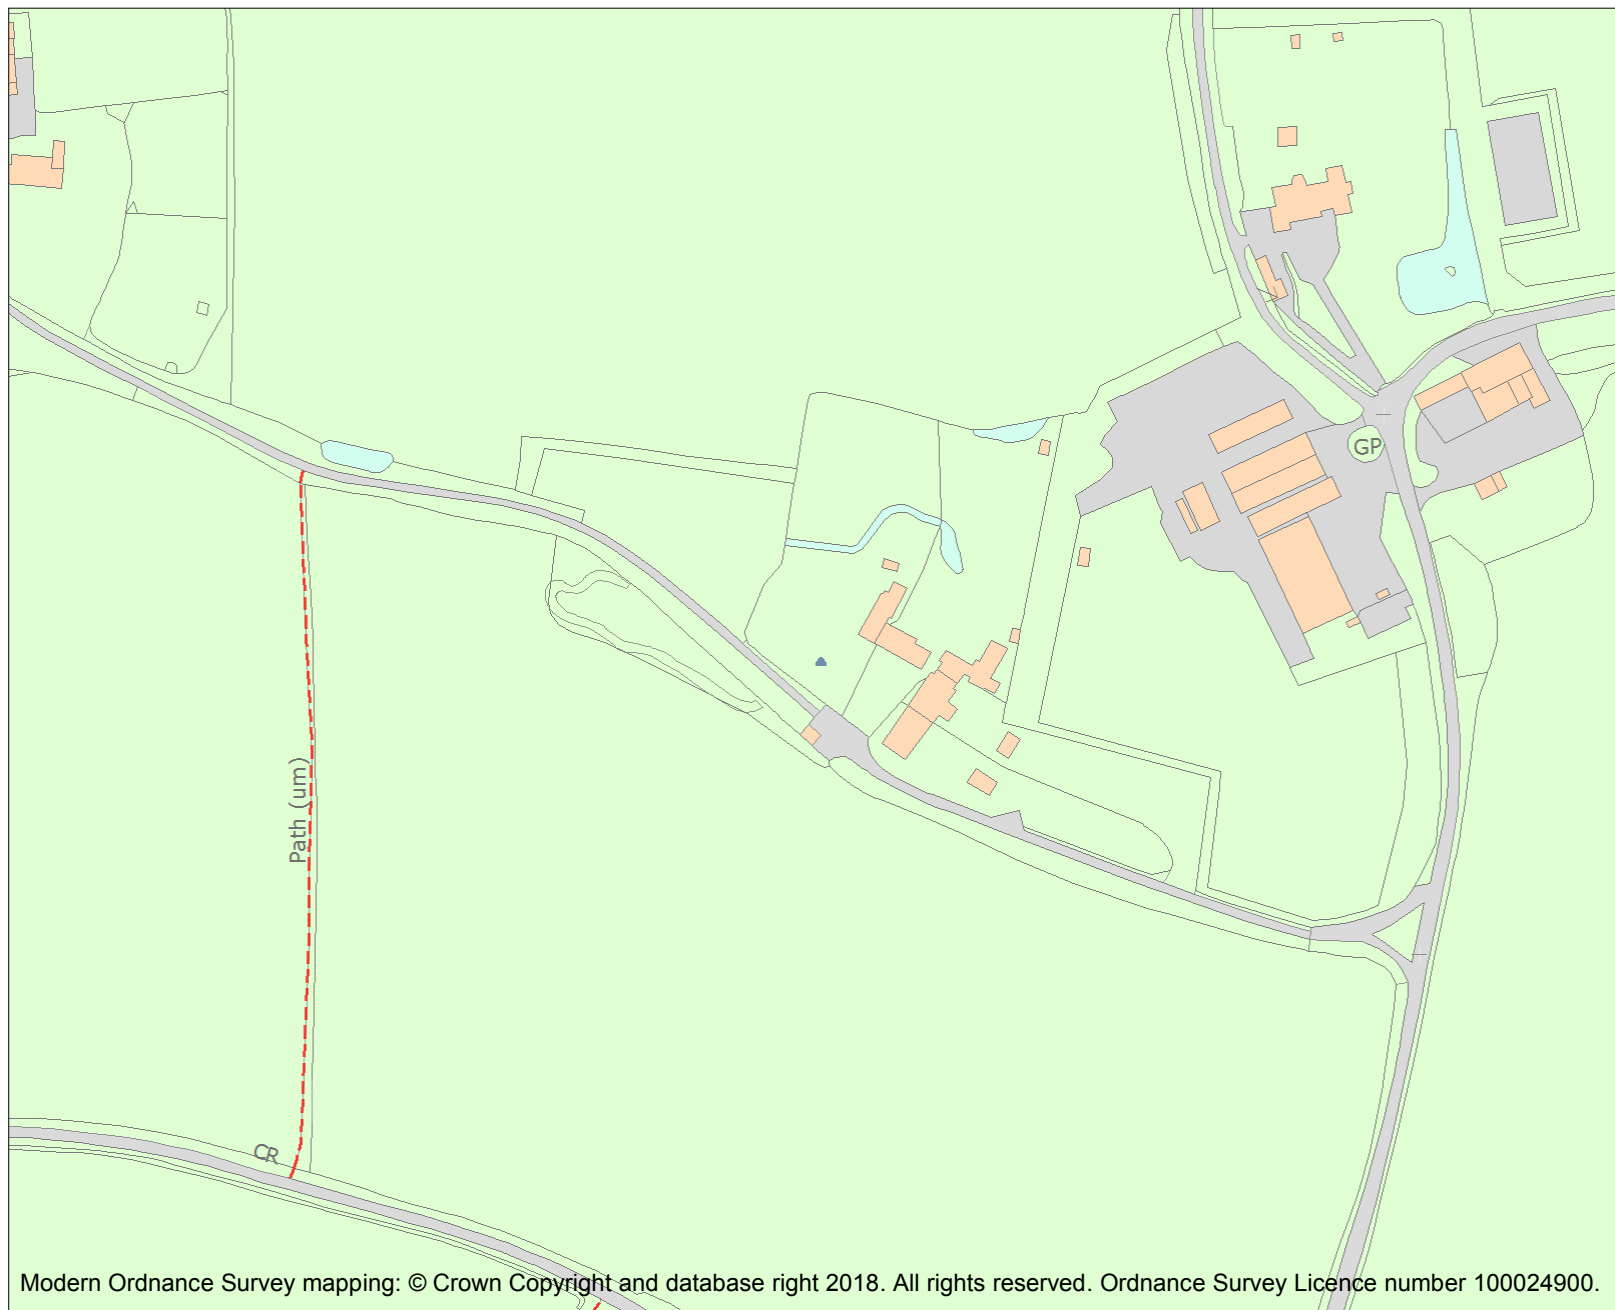 GP
Path (um)
CR
Modern Ordnance Survey mapping: © Crown Copyright and database right 2018. All rights reserved. Ordnance Survey Licence number 100024900.